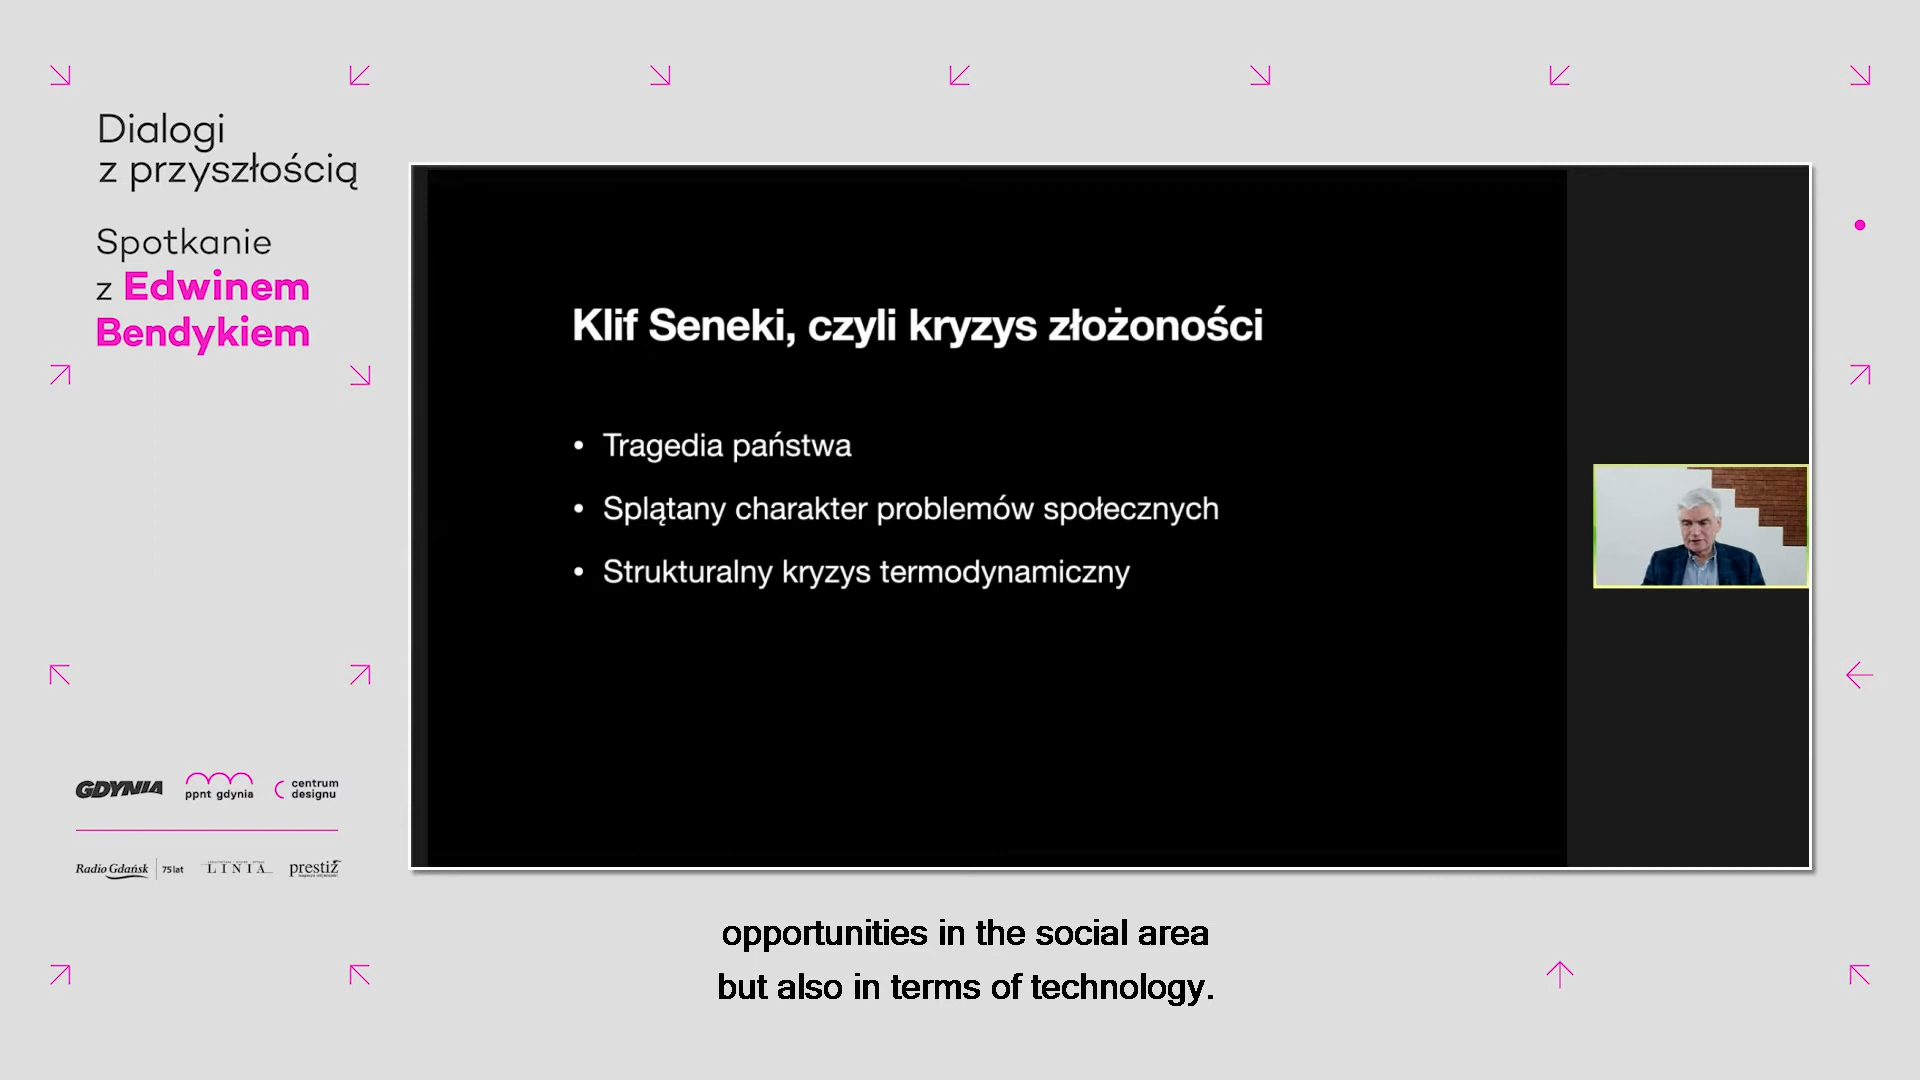 Dialogi
z przyszłością
Spotkanie
z Edwinem
Bendykiem
Klif Seneki, czyli kryzys złożoności
• Tragedia państwa
• Splątany charakter problemów społecznych
• Strukturalny kryzys termodynamiczny
GDYNIA
ppnt gdynia
centrum
designu
Radio Gdańsk
75 lat
LINIA
prestiż
opportunities in the social area
but also in terms of technology.